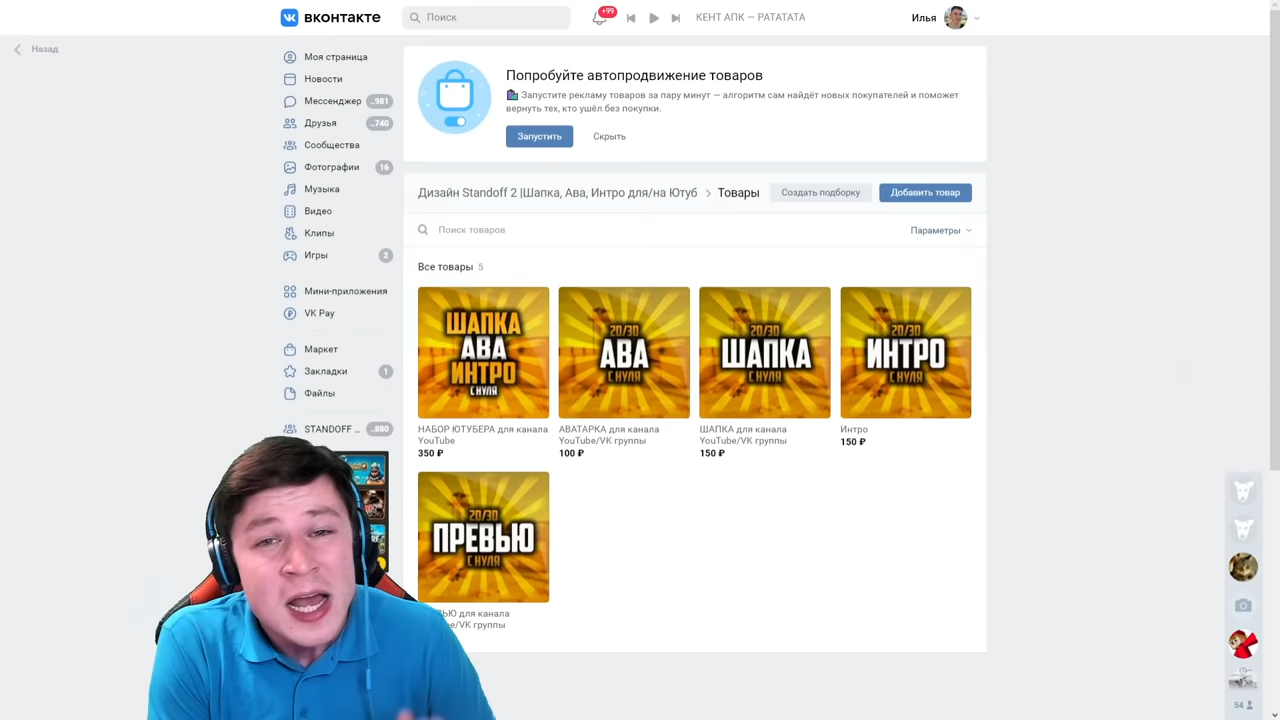 вконтакте
Поиск
+99
КЕНТ АПК — РАТАТАТА
Илья
Назад
Моя страница
Новости
Мессенджер ..981
Друзья ..740
Сообщества
Фотографии 16
Музыка
Видео
Клипы
Игры 2
Мини-приложения
VK Pay
Маркет
Закладки 1
Файлы
STANDOFF ... ..880
Попробуйте автопродвижение товаров
Запустите рекламу товаров за пару минут — алгоритм сам найдёт новых покупателей и поможет
вернуть тех, кто ушёл без покупки.
Запустить
Скрыть
Дизайн Standoff 2 |Шапка, Ава, Интро для/на Ютуб
Товары
Создать подборку
Добавить товар
Поиск товаров
Параметры
Все товары 5
ШАПКА
АВА
ИНТРО
С НУЛЯ
НАБОР ЮТУБЕРА для канала
YouTube
350 ₽
20/30
АВА
С НУЛЯ
АВАТАРКА для канала
YouTube/VK группы
100 ₽
20/30
ШАПКА
С НУЛЯ
ШАПКА для канала
YouTube/VK группы
150 ₽
20/30
ИНТРО
С НУЛЯ
Интро
150 ₽
20/30
ПРЕВЬЮ
С НУЛЯ
ВЬЮ для канала
be/VK группы
54